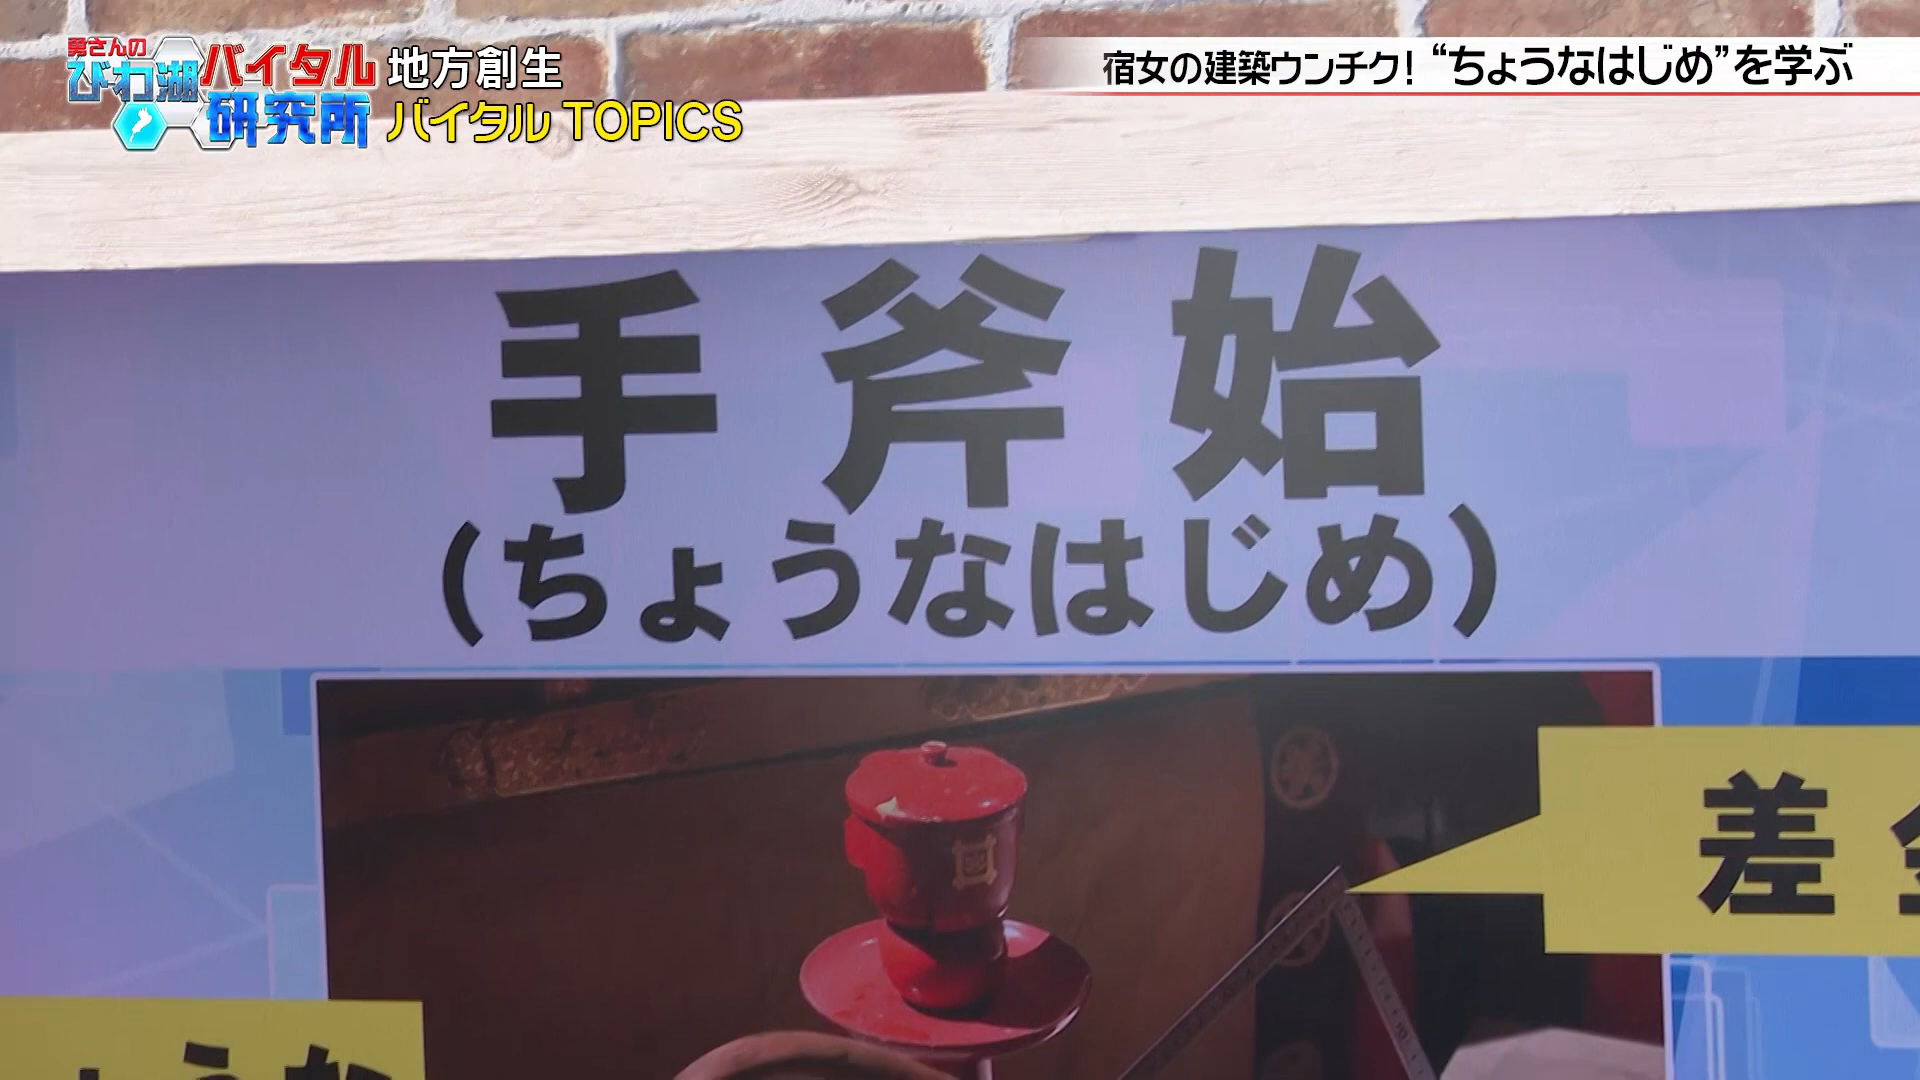 勇さんの
びわ湖バイタル研究所
地方創生
バイタル TOPICS
宿女の建築ウンチク！“ちょうなはじめ”を学ぶ
手斧始
(ちょうなはじめ)
差
うな